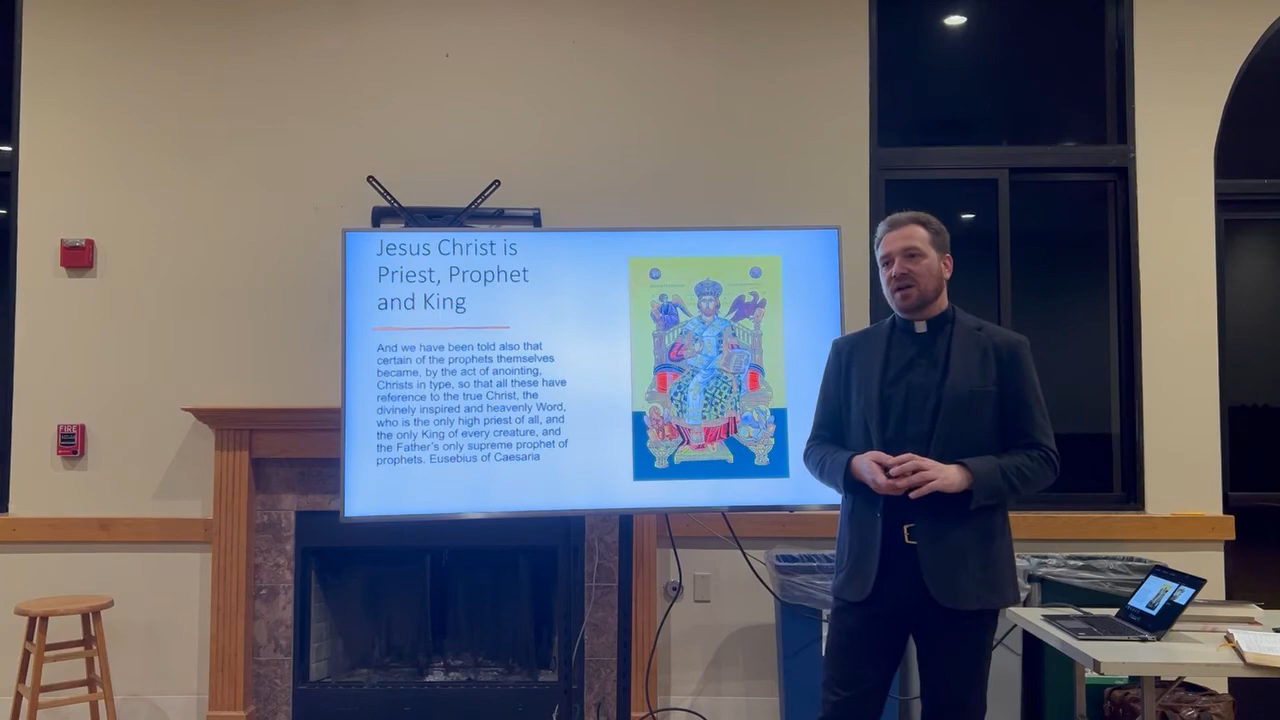 Jesus Christ is
Priest, Prophet
and King
And we have been told also that
certain of the prophets themselves
became, by the act of anointing,
Christs in type, so that all these have
reference to the true Christ, the
divinely inspired and heavenly Word,
who is the only high priest of all, and
the only King of every creature, and
the Father's only supreme prophet of
prophets. Eusebius of Caesaria
FIRE